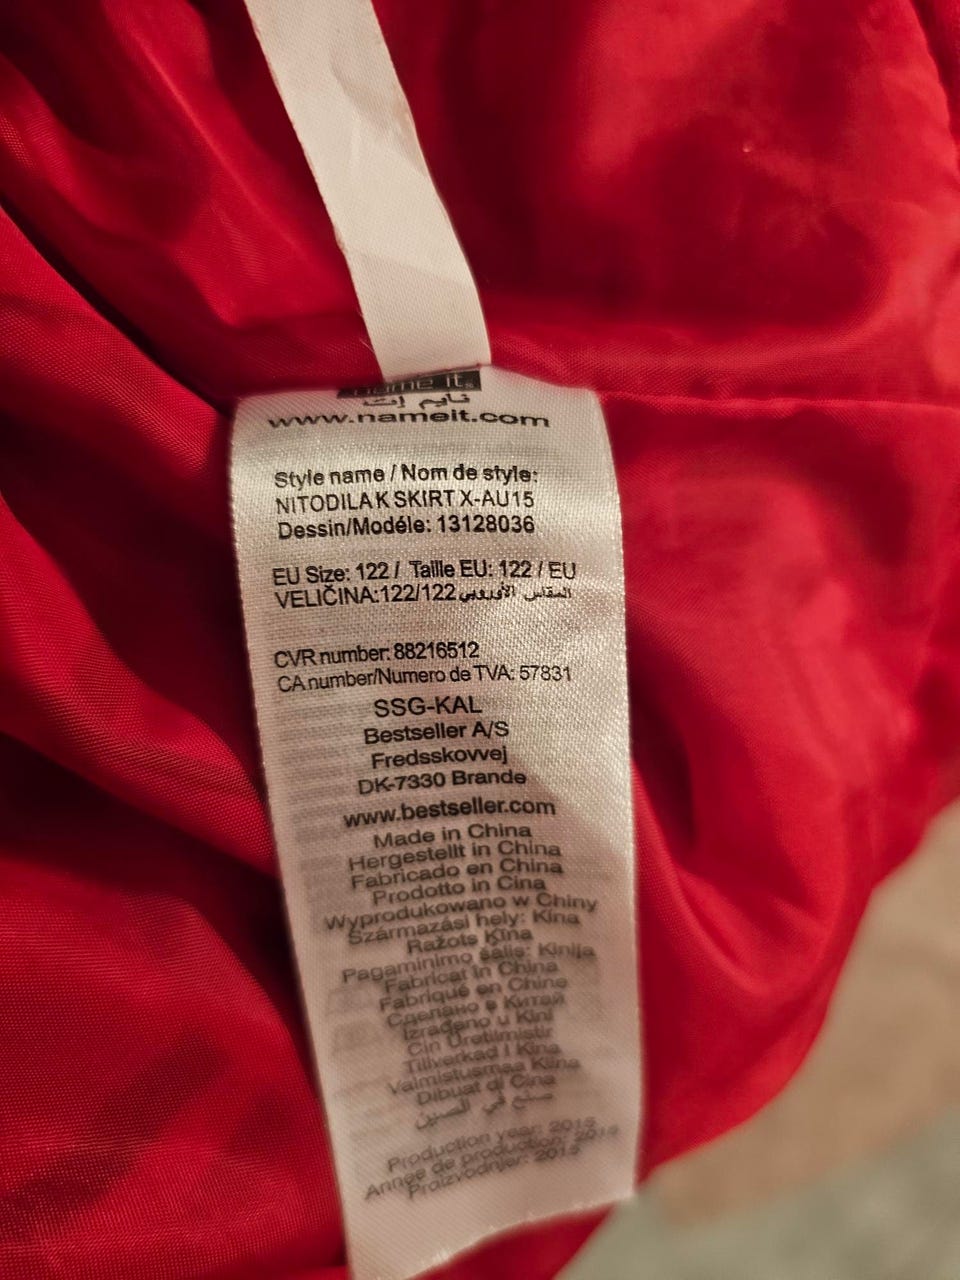 name it
نايم إت
www.nameit.com
Style name / Nom de style:
NITODILA K SKIRT X-AU15
Dessin/Modéle: 13128036
EU Size: 122 / Taille EU: 122 / EU
VELIČINA:122/122 المقاس الأوروبي
CVR number: 88216512
CA number/Numero de TVA: 57831
SSG-KAL
Bestseller A/S
Fredsskovvej
DK-7330 Brande
www.bestseller.com
Made in China
Hergestellt in China
Fabricado en China
Prodotto in Cina
Wyprodukowano w Chiny
Származási hely: Kína
Ražots Ķīna
Pagaminimo šalis: Kinija
Fabricat in China
Fabriqué en Chine
Сделано в Китай
Izrađeno u Kini
Çin Üretilmistir
Tillverkad I Kina
Valmistusmaa Kiina
Dibuat di Cina
صنع في الصين
Production year: 2015
Annee de production: 2015
Proizvodnjer: 2015